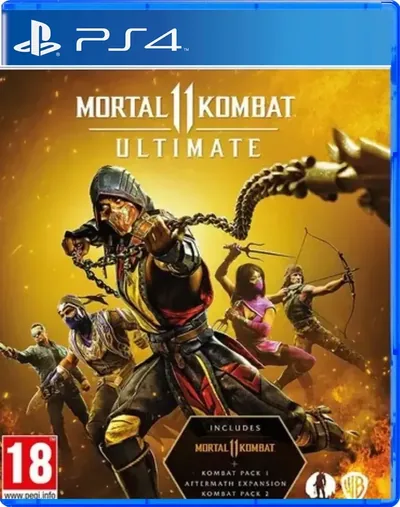 PS4
MORTAL 11 KOMBAT
ULTIMATE
INCLUDES
MORTAL 11 KOMBAT
+
KOMBAT PACK 1
AFTERMATH EXPANSION
KOMBAT PACK 2
18
www.pegi.info
WB